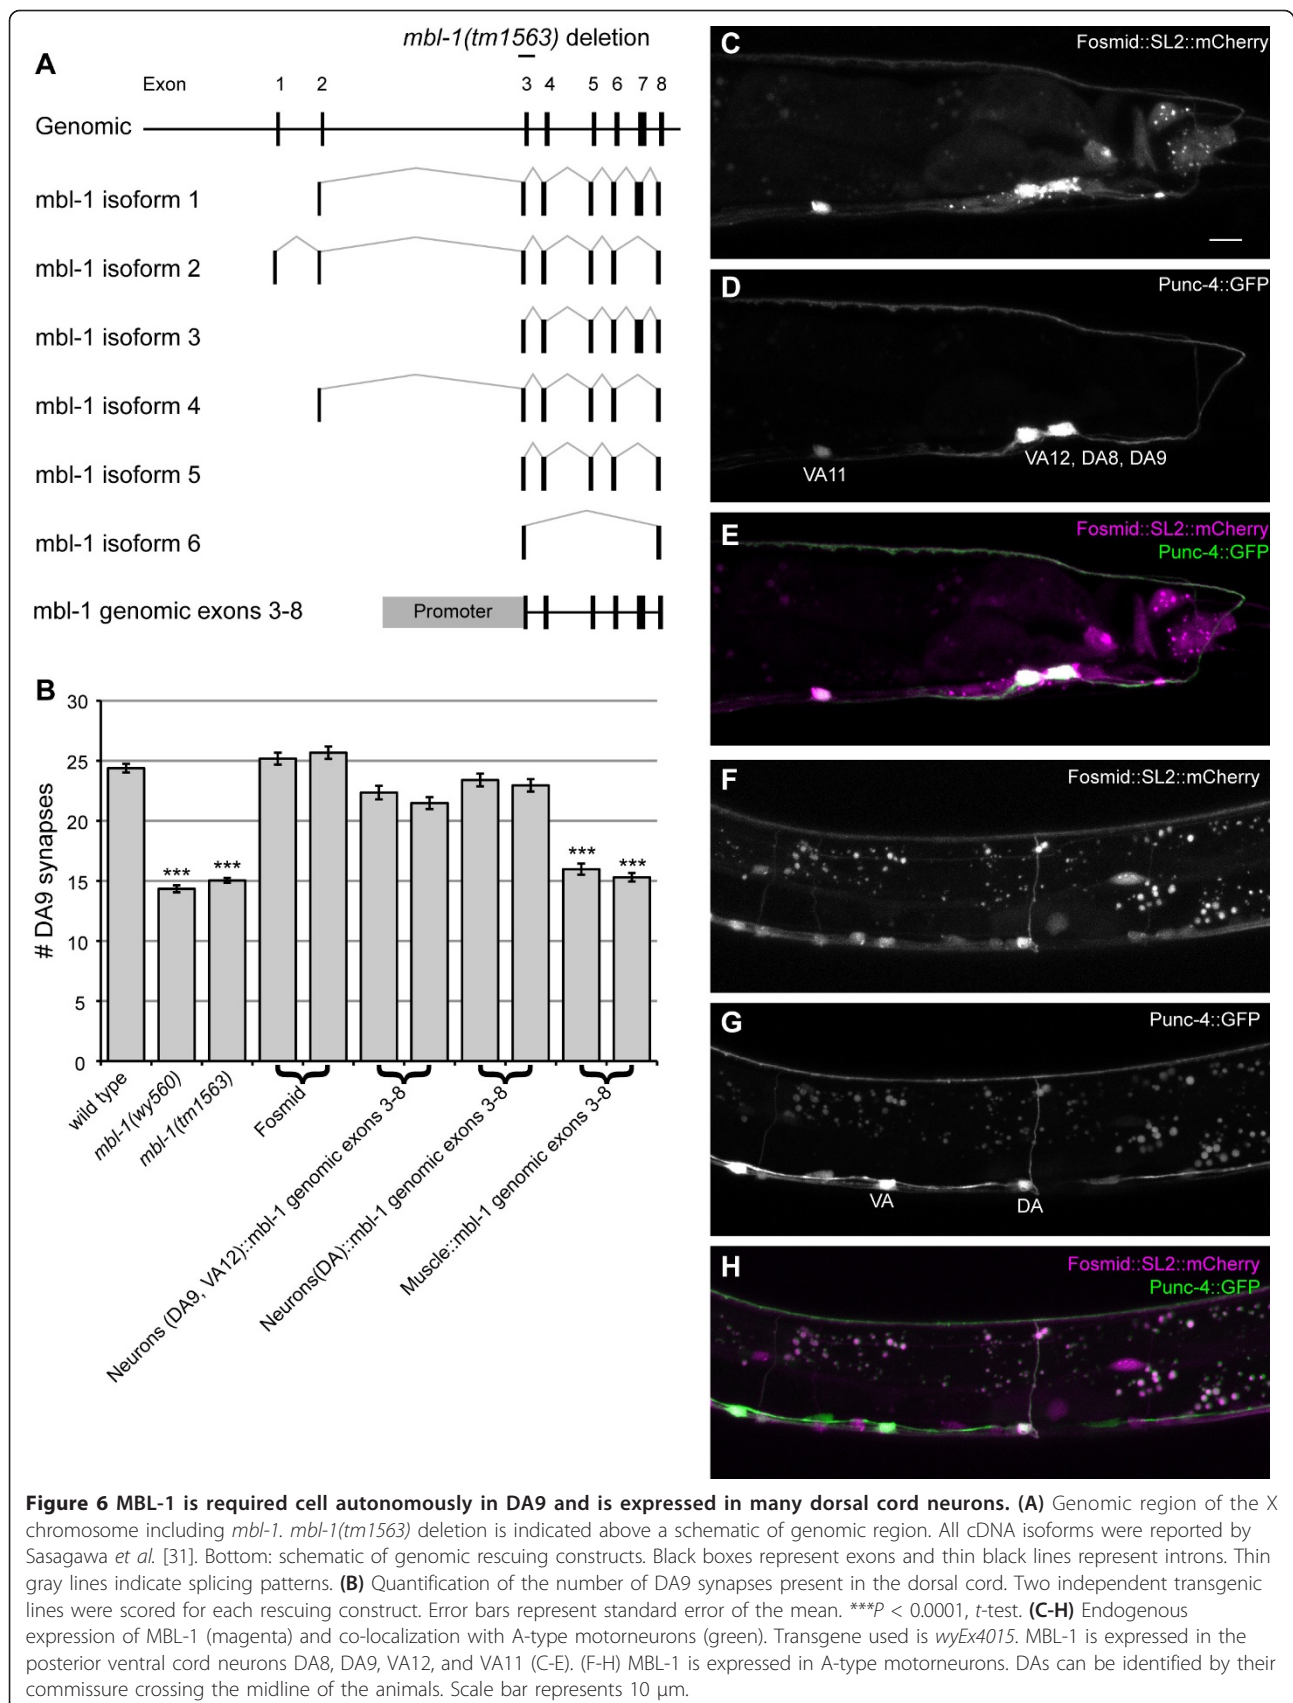 A
mbl-1(tm1563) deletion
Exon 1 2 3 4 5 6 7 8
Genomic
mbl-1 isoform 1
mbl-1 isoform 2
mbl-1 isoform 3
mbl-1 isoform 4
mbl-1 isoform 5
mbl-1 isoform 6
mbl-1 genomic exons 3-8
Promoter
B
# DA9 synapses
30
25
20
15
10
5
0
*** *** *** ***
wild type
mbl-1(wy560)
mbl-1(tm1563)
Fosmid
Neurons (DA9, VA12)::mbl-1 genomic exons 3-8
Neurons(DA)::mbl-1 genomic exons 3-8
Muscle::mbl-1 genomic exons 3-8
C
Fosmid::SL2::mCherry
D
Punc-4::GFP
VA11
VA12, DA8, DA9
E
Fosmid::SL2::mCherry
Punc-4::GFP
F
Fosmid::SL2::mCherry
G
Punc-4::GFP
VA
DA
H
Fosmid::SL2::mCherry
Punc-4::GFP
Figure 6 MBL-1 is required cell autonomously in DA9 and is expressed in many dorsal cord neurons. (A) Genomic region of the X
chromosome including mbl-1. mbl-1(tm1563) deletion is indicated above a schematic of genomic region. All cDNA isoforms were reported by
Sasagawa et al. [31]. Bottom: schematic of genomic rescuing constructs. Black boxes represent exons and thin black lines represent introns. Thin
gray lines indicate splicing patterns. (B) Quantification of the number of DA9 synapses present in the dorsal cord. Two independent transgenic
lines were scored for each rescuing construct. Error bars represent standard error of the mean. ***P < 0.0001, t-test. (C-H) Endogenous
expression of MBL-1 (magenta) and co-localization with A-type motorneurons (green). Transgene used is wyEx4015. MBL-1 is expressed in the
posterior ventral cord neurons DA8, DA9, VA12, and VA11 (C-E). (F-H) MBL-1 is expressed in A-type motorneurons. DAs can be identified by their
commissure crossing the midline of the animals. Scale bar represents 10 μm.